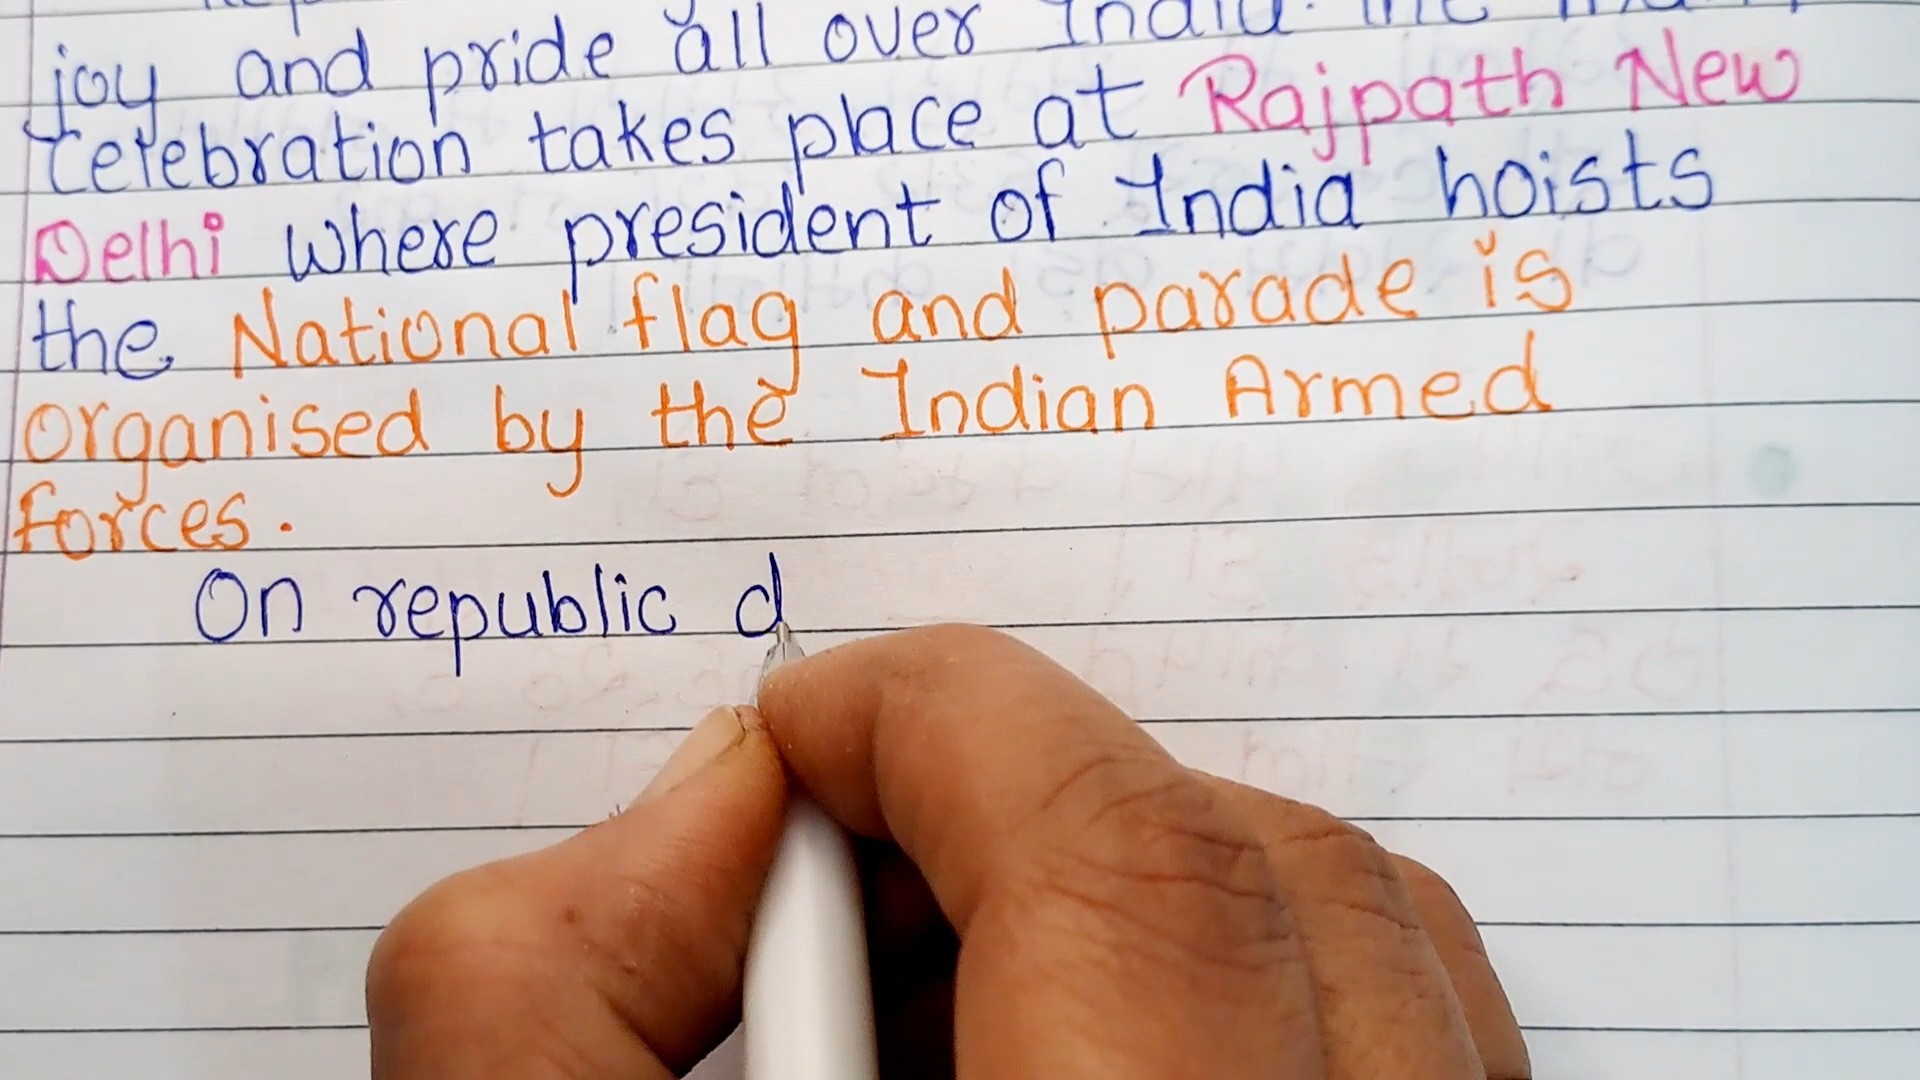 joy and pride all over India. The main
Celebration takes place at Rajpath New
Delhi where president of India hoists
the National flag and parade is
organised by the Indian Armed
forces.
On republic d